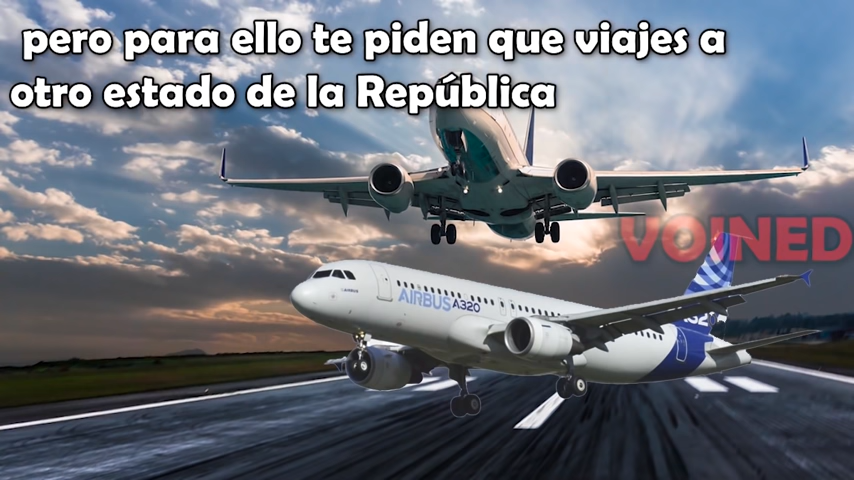 pero para ello te piden que viajes a
otro estado de la República
VOINED
AIRBUS A320